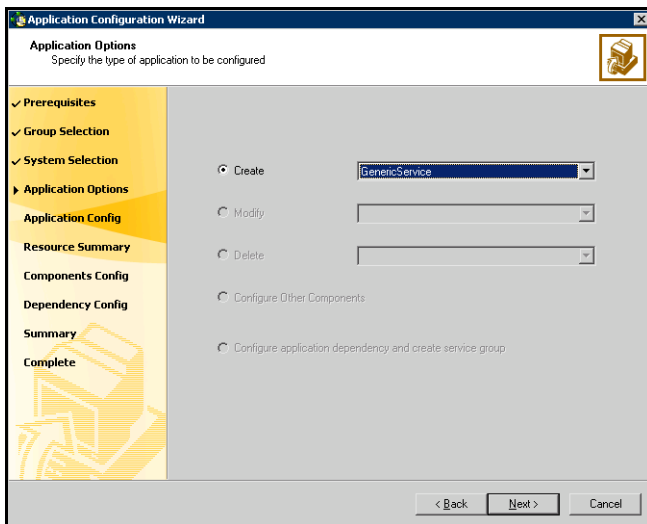 Application Configuration Wizard
Application Options
Specify the type of application to be configured
Prerequisites
Group Selection
System Selection
Application Options
Application Config
Resource Summary
Components Config
Dependency Config
Summary
Complete
Create
GenericService
Modify
Delete
Configure Other Components
Configure application dependency and create service group
< Back
Next >
Cancel